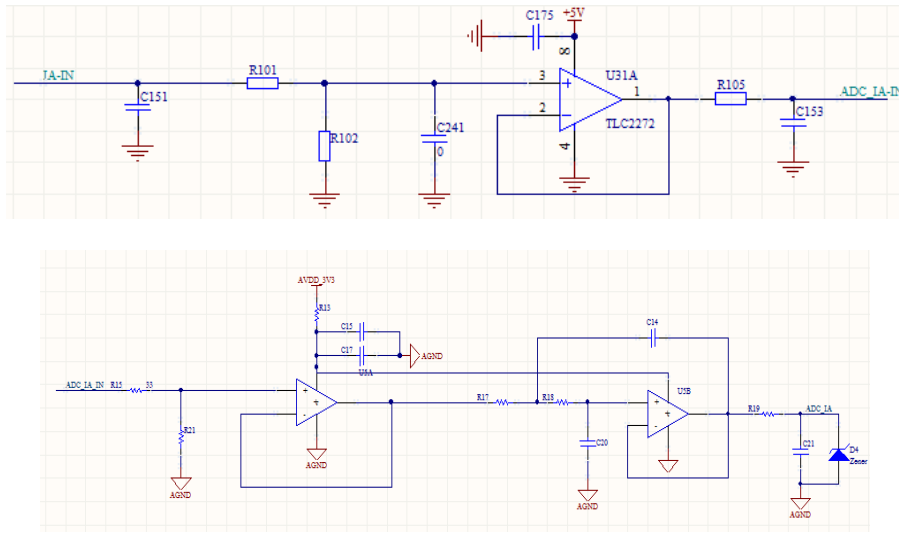 C175
+5V
8
IA-IN
R101
3
U31A
1
R105
ADC_IA-IN
C151
2
TLC2272
C153
R102
C241
0
4
AVDD_3V3
R13
C15
C17
AGND
U5A
C14
ADC_IA_IN
R15
33
R17
R18
U5B
R19
ADC_IA
R21
C20
C21
D4
Zener
AGND
AGND
AGND
AGND